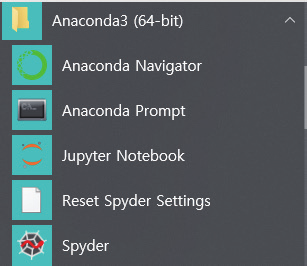 Anaconda3 (64-bit)
Anaconda Navigator
Anaconda Prompt
Jupyter Notebook
Reset Spyder Settings
Spyder